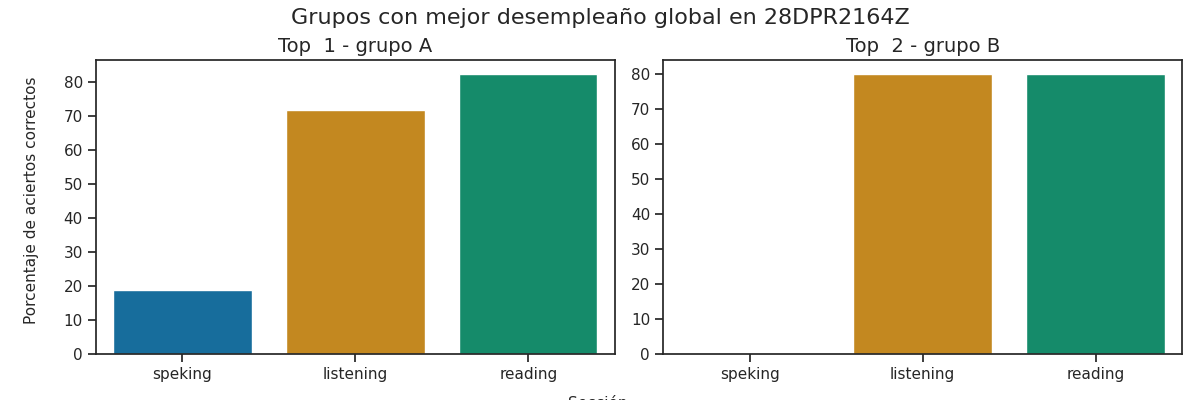 Grupos con mejor desempleaño global en 28DPR2164Z
Top  1 - grupo A
Top  2 - grupo B
Porcentaje de aciertos correctos
80
70
60
50
40
30
20
10
0
speking
listening
reading
80
70
60
50
40
30
20
10
0
speking
listening
reading
Sección